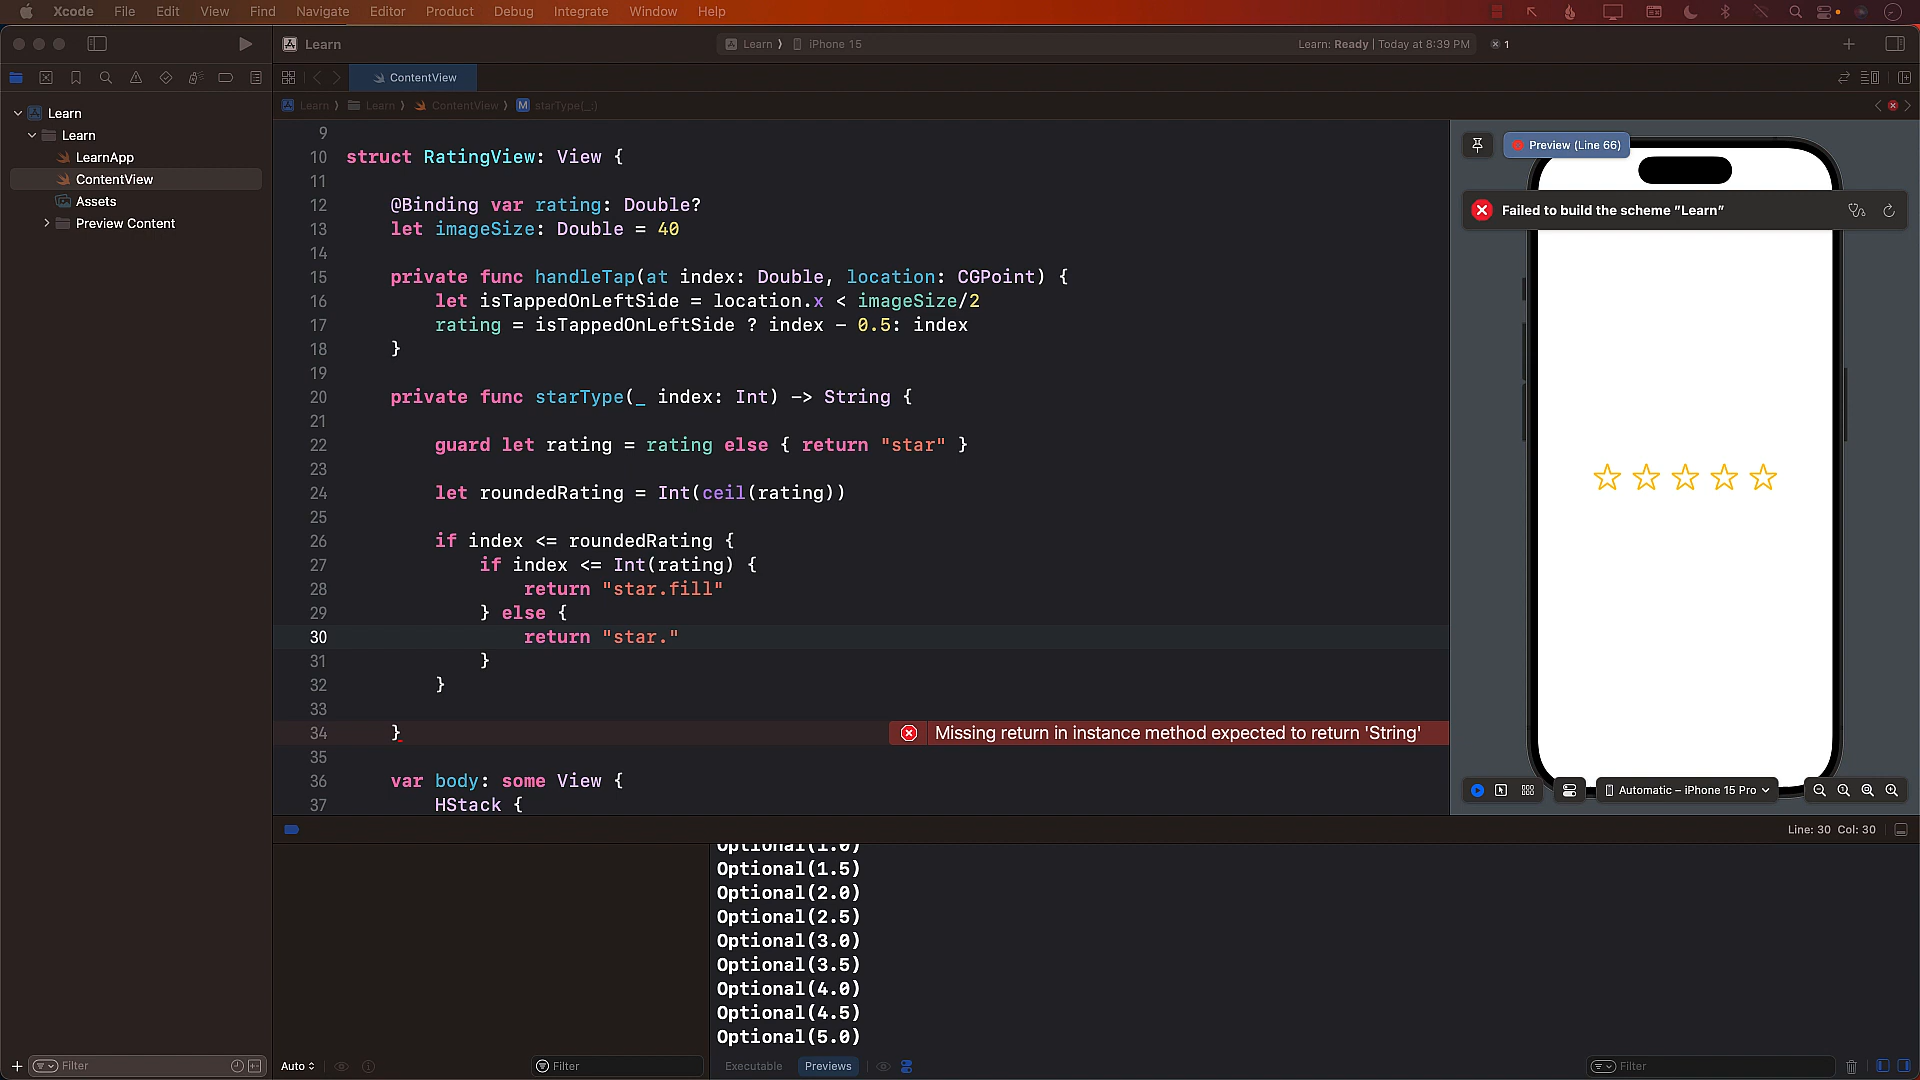 Xcode File Edit View Find Navigate Editor Product Debug Integrate Window Help
Learn
Learn ⟩ iPhone 15
Learn: Ready | Today at 8:39 PM
1
ContentView
Learn ⟩ Learn ⟩ ContentView ⟩ M starType(_:)
Learn
Learn
LearnApp
ContentView
Assets
Preview Content
9
10 struct RatingView: View {
11
12 @Binding var rating: Double?
13 let imageSize: Double = 40
14
15 private func handleTap(at index: Double, location: CGPoint) {
16 let isTappedOnLeftSide = location.x < imageSize/2
17 rating = isTappedOnLeftSide ? index - 0.5: index
18 }
19
20 private func starType(_ index: Int) -> String {
21
22 guard let rating = rating else { return "star" }
23
24 let roundedRating = Int(ceil(rating))
25
26 if index <= roundedRating {
27 if index <= Int(rating) {
28 return "star.fill"
29 } else {
30 return "star."
31 }
32 }
33
34 } Missing return in instance method expected to return 'String'
35
36 var body: some View {
37 HStack {
Preview (Line 66)
Failed to build the scheme "Learn"
Automatic – iPhone 15 Pro
Line: 30 Col: 30
Optional(1.0)
Optional(1.5)
Optional(2.0)
Optional(2.5)
Optional(3.0)
Optional(3.5)
Optional(4.0)
Optional(4.5)
Optional(5.0)
Filter
Auto
Filter
Executable Previews
Filter